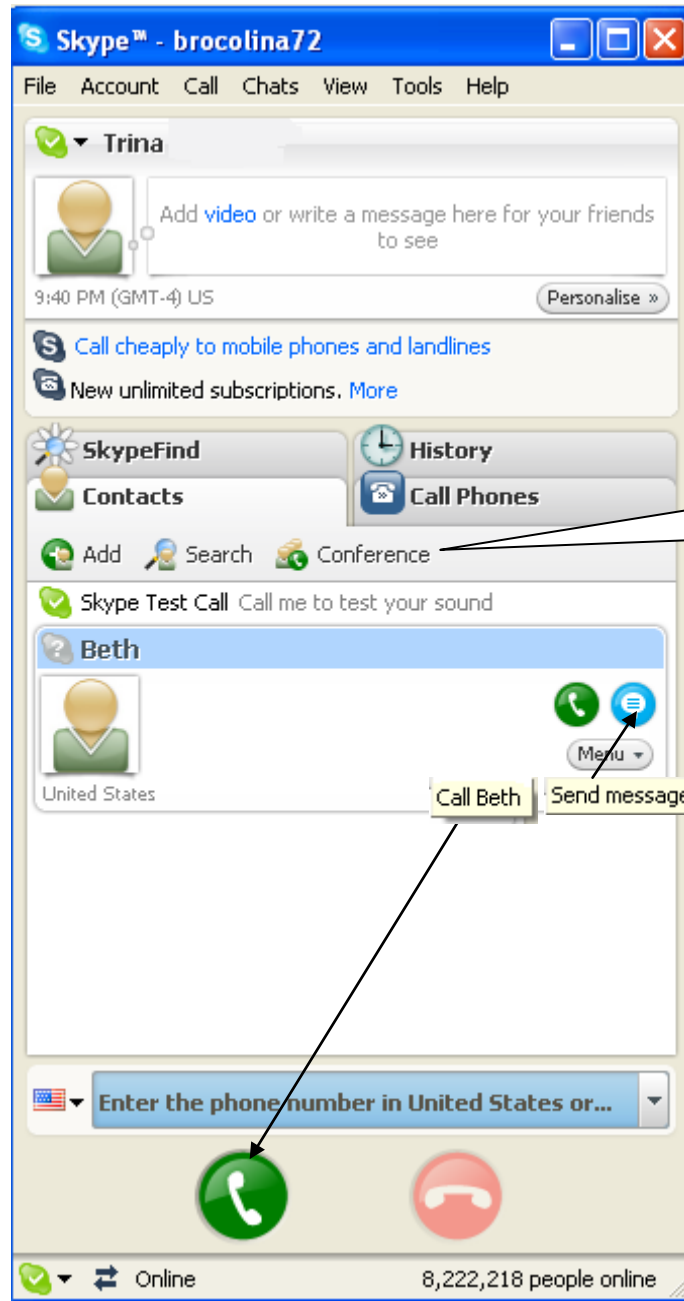 Skype™ - brocolina72
File Account Call Chats View Tools Help
Trina
Add video or write a message here for your friends
to see
9:40 PM (GMT-4) US
Personalise »
Call cheaply to mobile phones and landlines
New unlimited subscriptions. More
SkypeFind History
Contacts Call Phones
Add Search Conference
Skype Test Call Call me to test your sound
Beth
Menu
United States
Call Beth Send message
Enter the phone number in United States or...
Online 8,222,218 people online